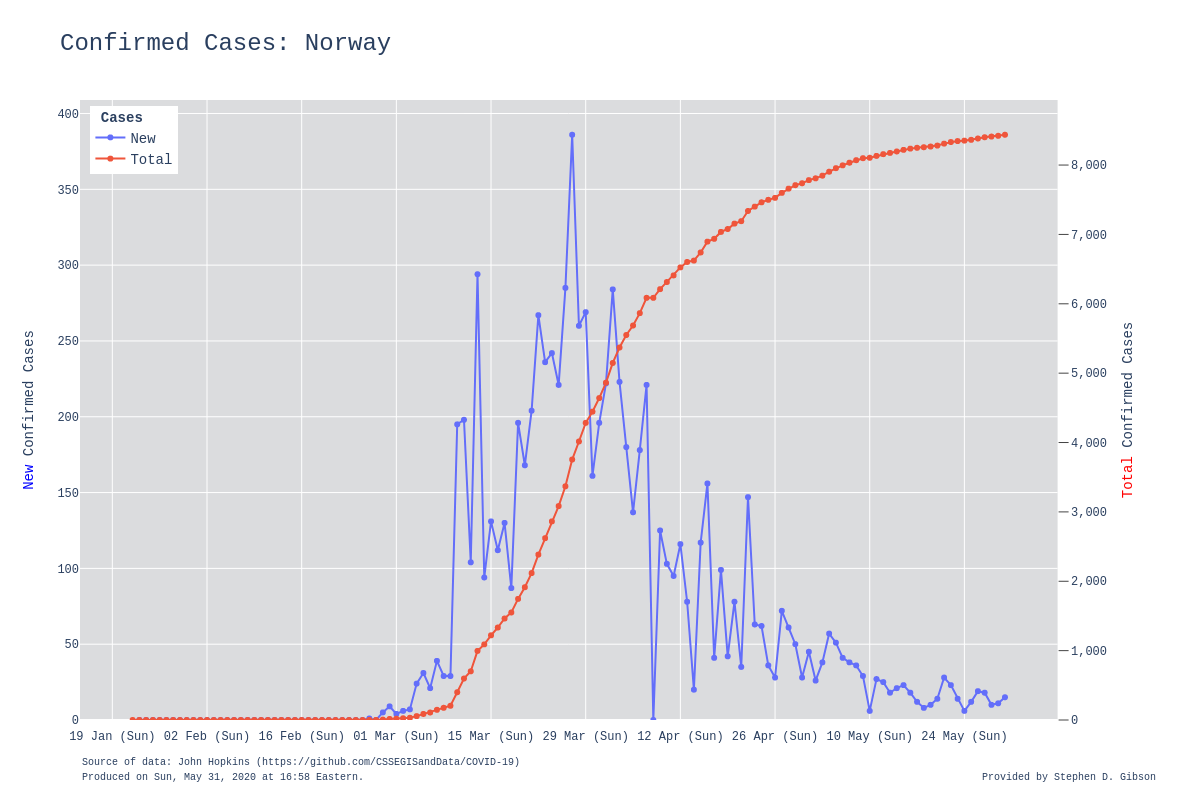 Confirmed Cases: Norway
Cases
New
Total
400
350
300
250
200
150
100
50
0
8,000
7,000
6,000
5,000
4,000
3,000
2,000
1,000
0
New Confirmed Cases
Total Confirmed Cases
19 Jan (Sun) 02 Feb (Sun) 16 Feb (Sun) 01 Mar (Sun) 15 Mar (Sun) 29 Mar (Sun) 12 Apr (Sun) 26 Apr (Sun) 10 May (Sun) 24 May (Sun)
Source of data: John Hopkins (https://github.com/CSSEGISandData/COVID-19)
Produced on Sun, May 31, 2020 at 16:58 Eastern.
Provided by Stephen D. Gibson